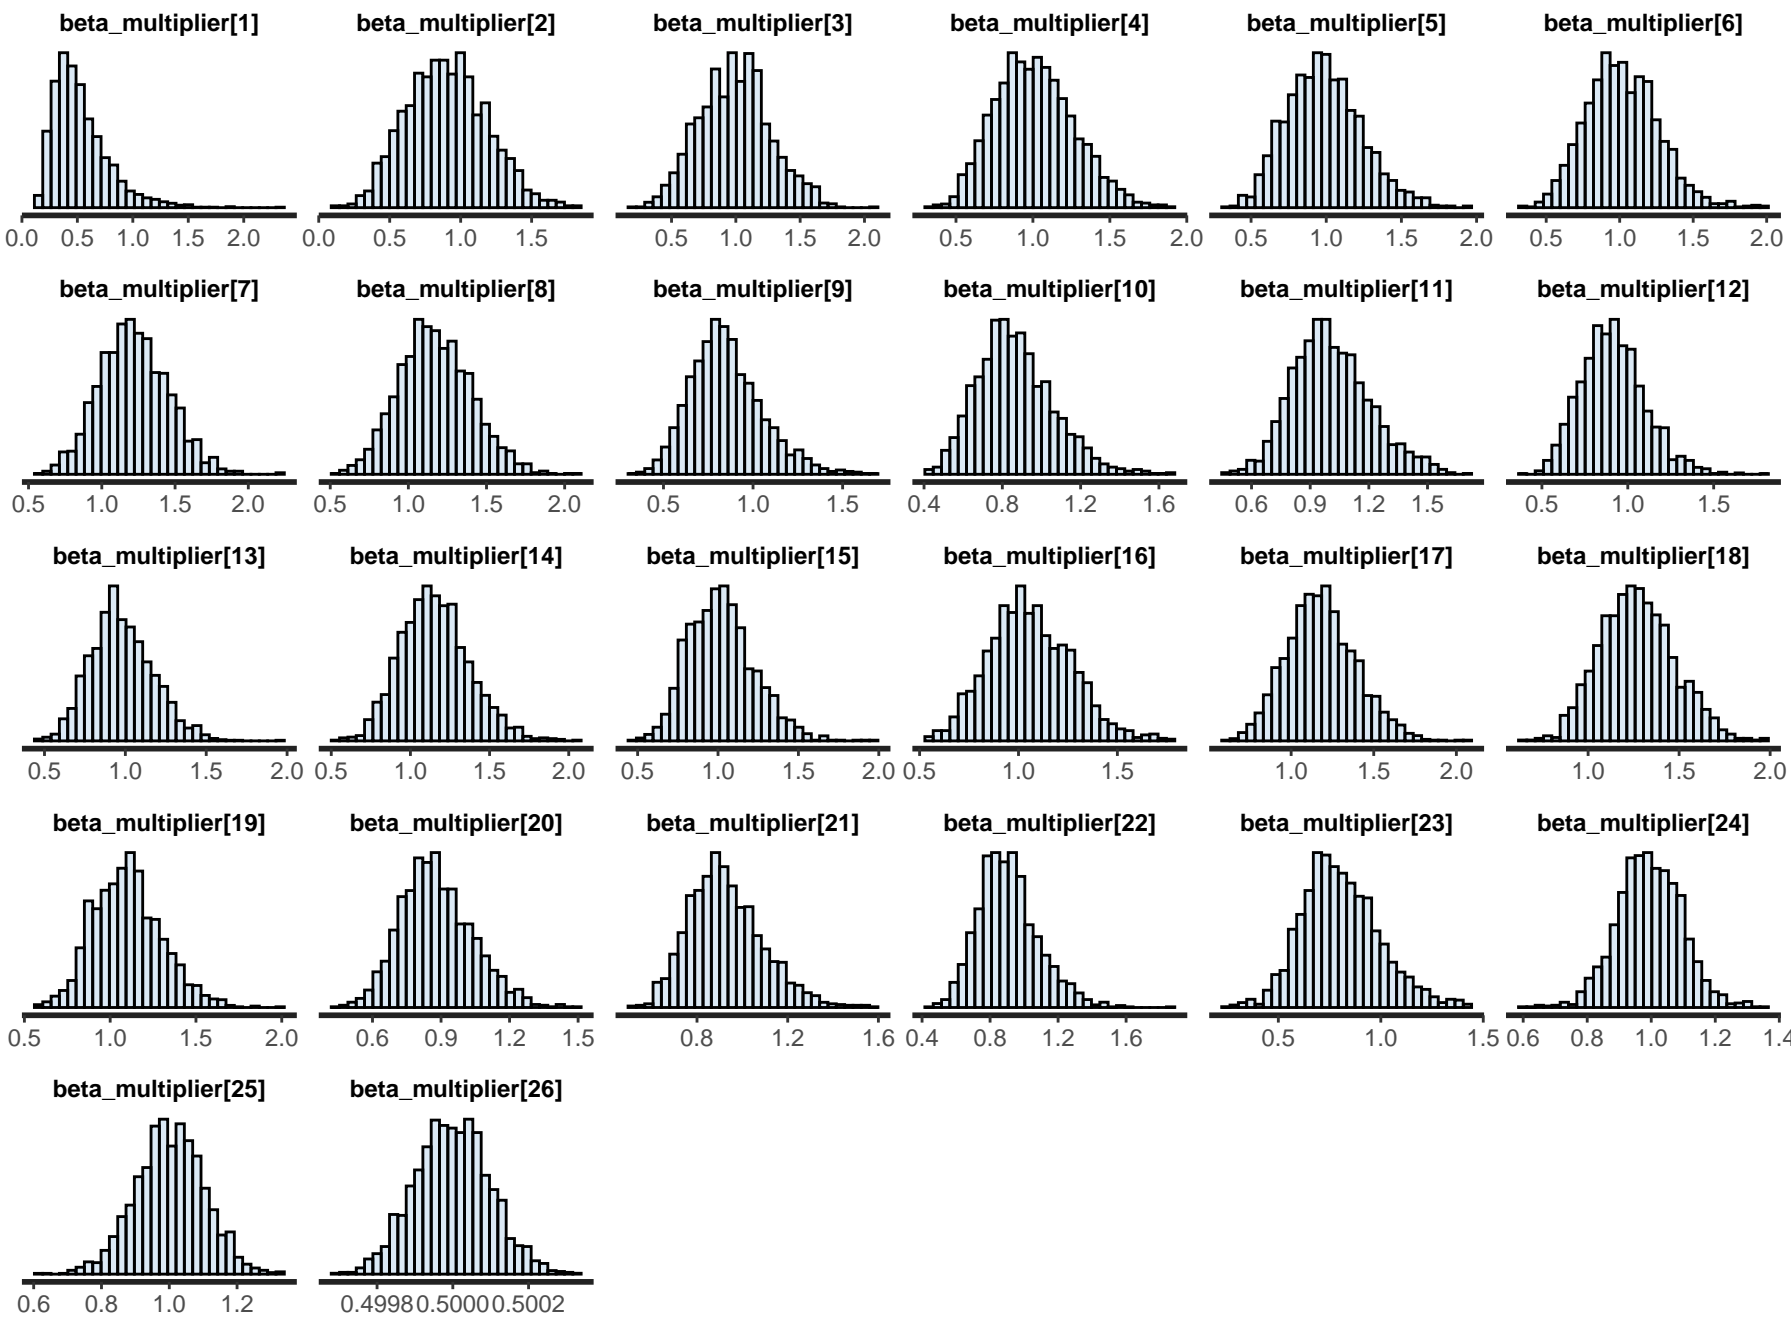 beta_multiplier[1] beta_multiplier[2] beta_multiplier[3] beta_multiplier[4] beta_multiplier[5] beta_multiplier[6]
0.0 0.5 1.0 1.5 2.0 0.0 0.5 1.0 1.5 0.5 1.0 1.5 2.0 0.5 1.0 1.5 2.0 0.5 1.0 1.5 2.0 0.5 1.0 1.5 2.0
beta_multiplier[7] beta_multiplier[8] beta_multiplier[9] beta_multiplier[10] beta_multiplier[11] beta_multiplier[12]
0.5 1.0 1.5 2.0 0.5 1.0 1.5 2.0 0.5 1.0 1.5 0.4 0.8 1.2 1.6 0.6 0.9 1.2 1.5 0.5 1.0 1.5
beta_multiplier[13] beta_multiplier[14] beta_multiplier[15] beta_multiplier[16] beta_multiplier[17] beta_multiplier[18]
0.5 1.0 1.5 2.0 0.5 1.0 1.5 2.0 0.5 1.0 1.5 2.0 0.5 1.0 1.5 1.0 1.5 2.0 1.0 1.5 2.0
beta_multiplier[19] beta_multiplier[20] beta_multiplier[21] beta_multiplier[22] beta_multiplier[23] beta_multiplier[24]
0.5 1.0 1.5 2.0 0.6 0.9 1.2 1.5 0.8 1.2 1.6 0.4 0.8 1.2 1.6 0.5 1.0 1.5 0.6 0.8 1.0 1.2 1.4
beta_multiplier[25] beta_multiplier[26]
0.6 0.8 1.0 1.2 0.4998 0.5000 0.5002